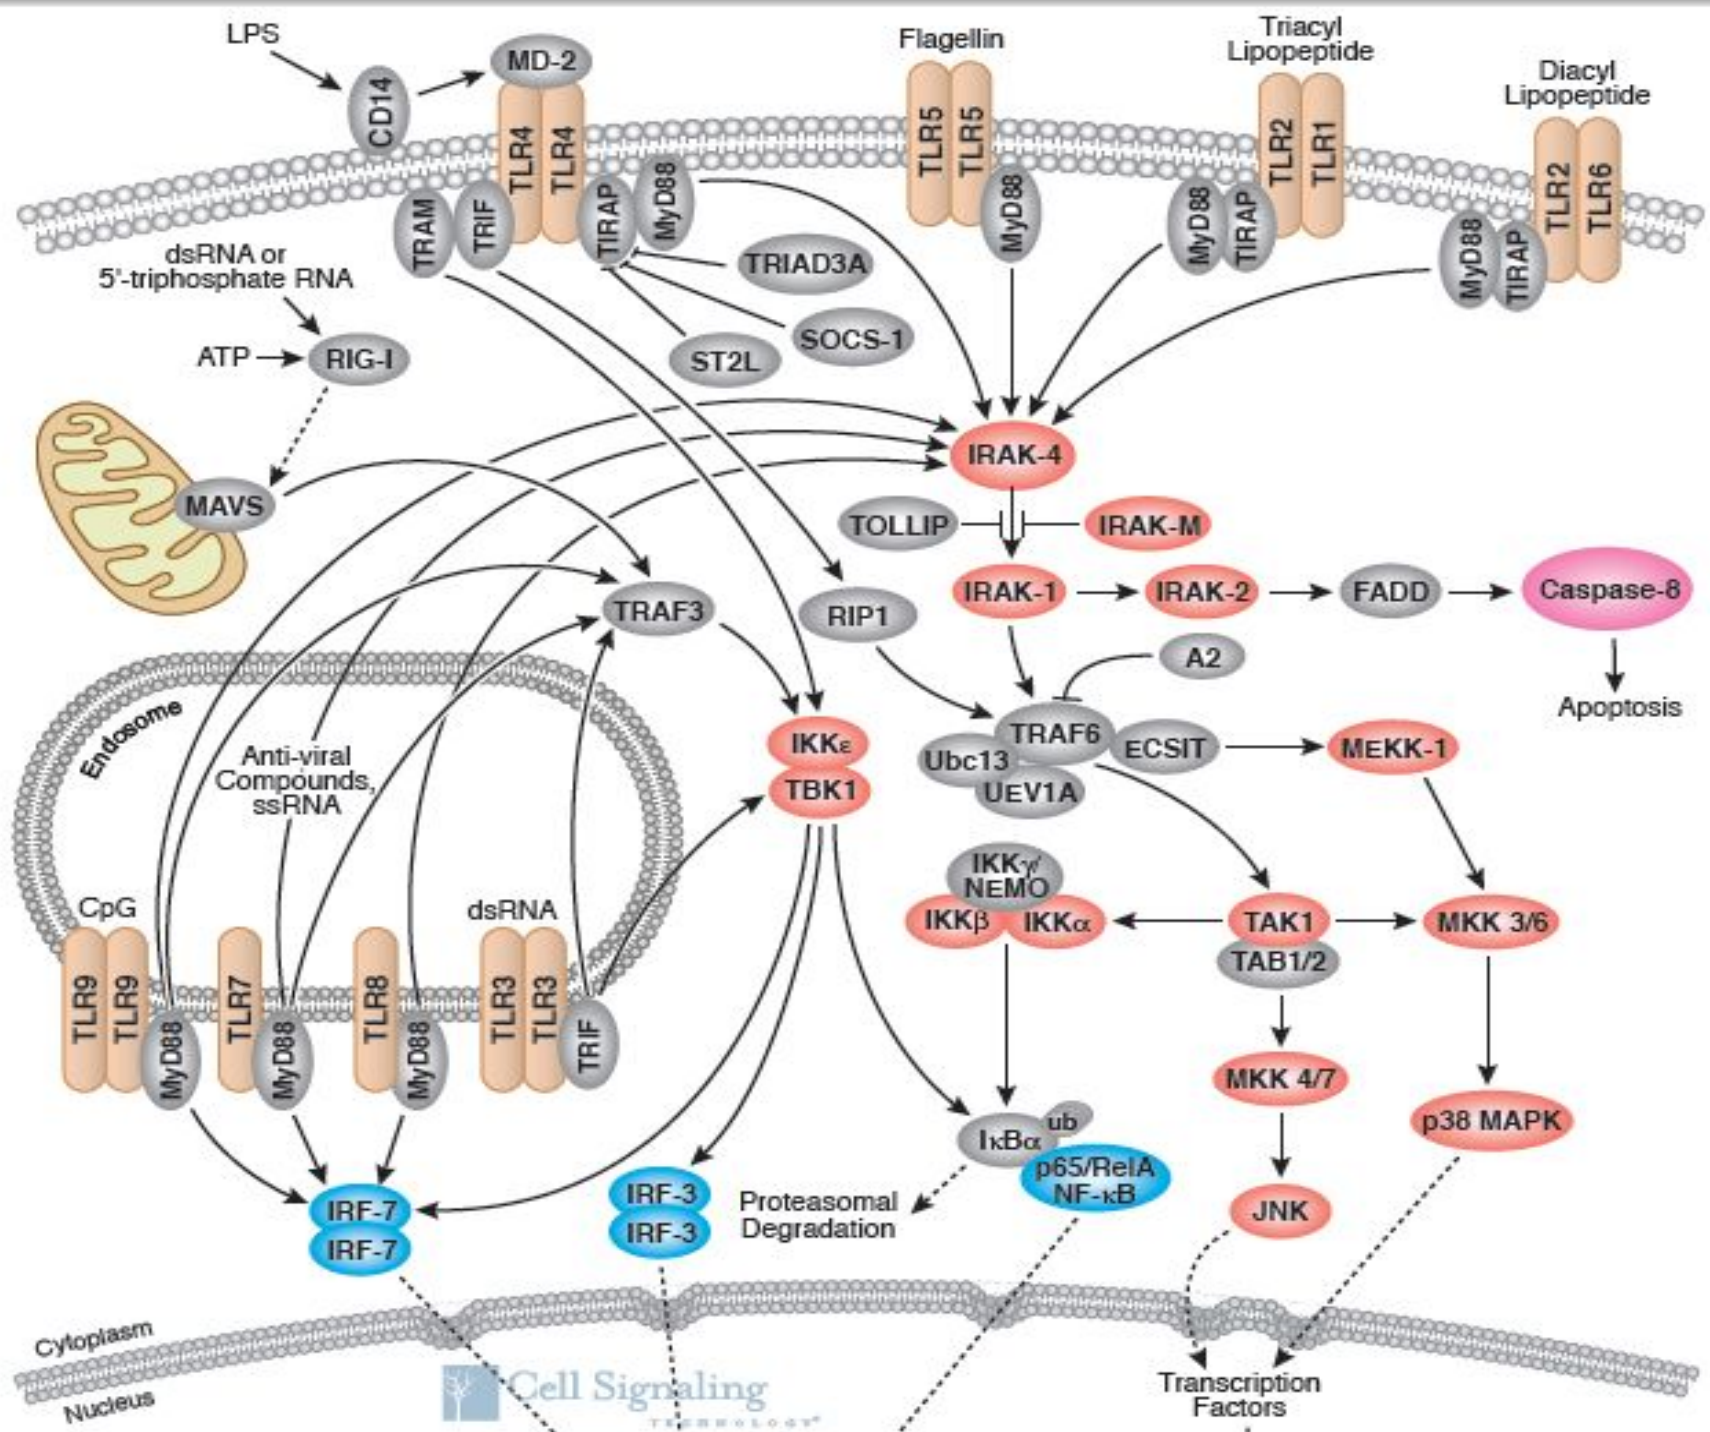 LPS
CD14
MD-2
TLR4
TLR4
TRAM
TRIF
TIRAP
MyD88
Flagellin
TLR5
TLR5
MyD88
Triacyl
Lipopeptide
TLR2
TLR1
MyD88
TIRAP
Diacyl
Lipopeptide
TLR2
TLR6
MyD88
TIRAP
dsRNA or
5'-triphosphate RNA
ATP
RIG-I
MAVS
TRIAD3A
SOCS-1
ST2L
IRAK-4
TOLLIP
IRAK-M
IRAK-1
IRAK-2
FADD
Caspase-8
Apoptosis
TRAF3
RIP1
A2
TRAF6
ECSIT
Ubc13
UEV1A
MEKK-1
IKKε
TBK1
Endosome
Anti-viral
Compounds,
ssRNA
CpG
TLR9
TLR9
MyD88
TLR7
MyD88
TLR8
MyD88
dsRNA
TLR3
TLR3
TRIF
IKKγ/
NEMO
IKKβ
IKKα
TAK1
TAB1/2
MKK 3/6
MKK 4/7
p38 MAPK
JNK
IκBα
ub
p65/RelA
NF-κB
Proteasomal
Degradation
IRF-7
IRF-7
IRF-3
IRF-3
Cytoplasm
Nucleus
Cell Signaling
TECHNOLOGY®
Transcription
Factors